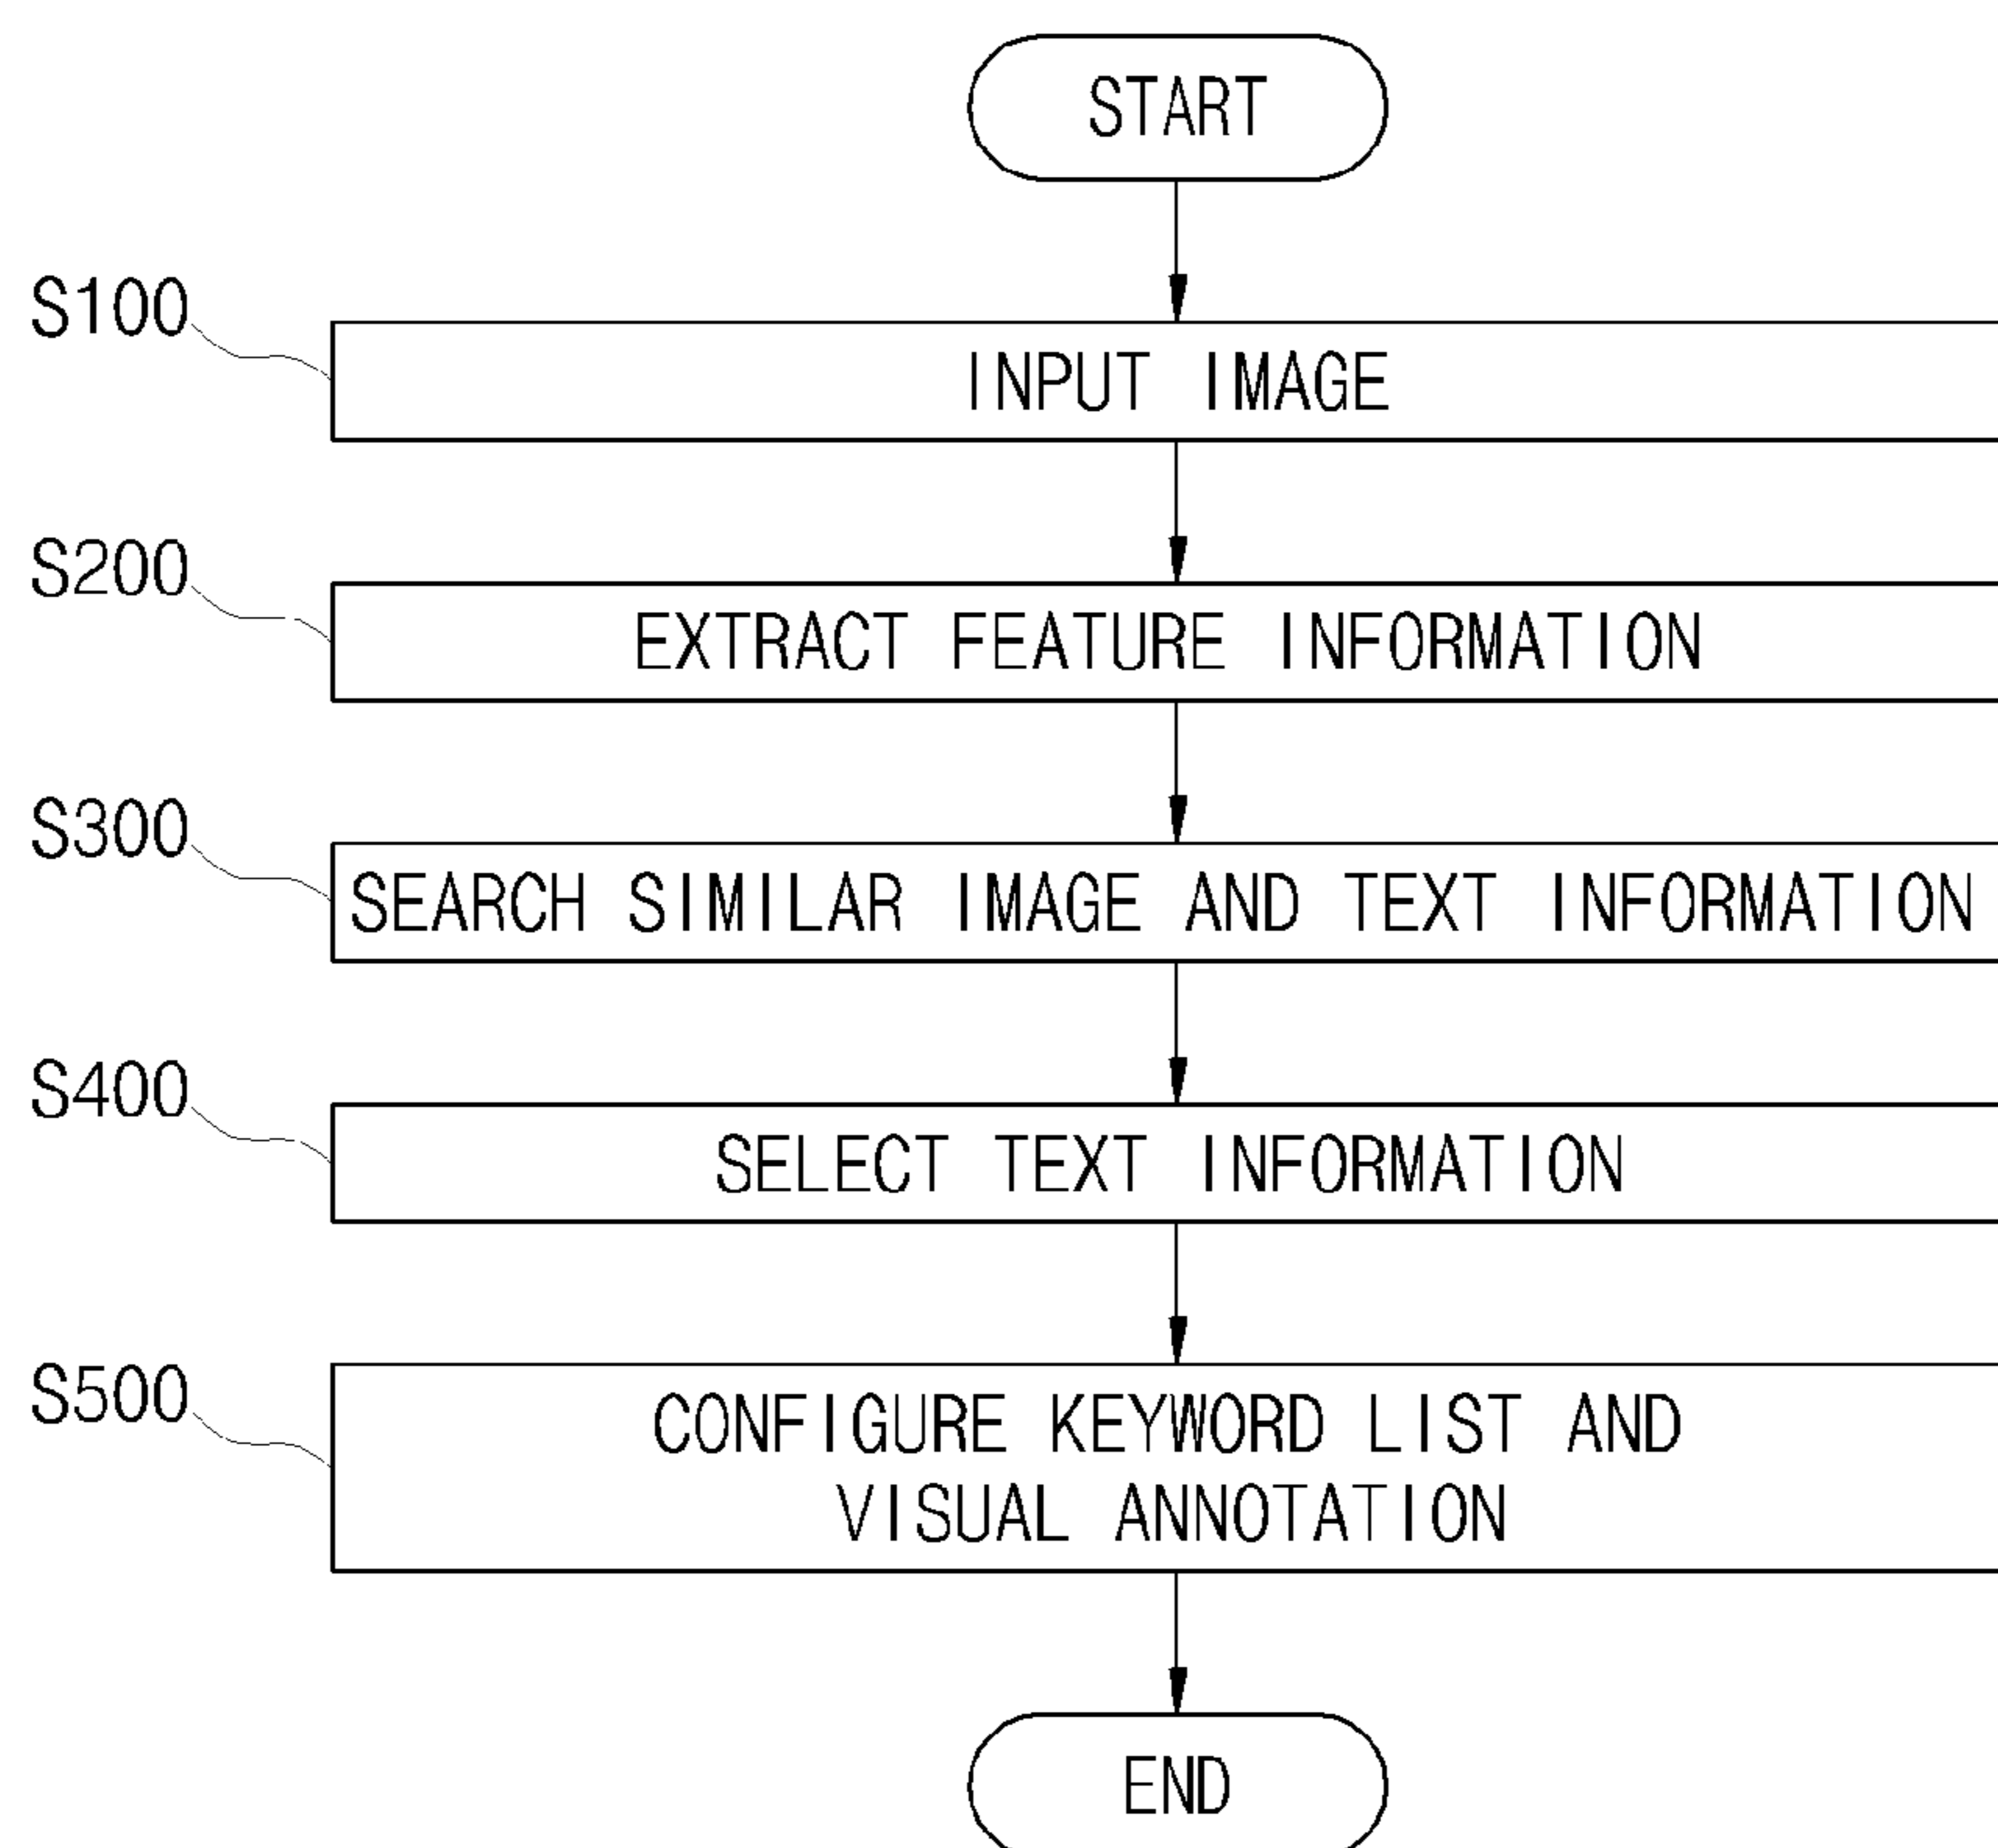 START
S100
INPUT IMAGE
S200
EXTRACT FEATURE INFORMATION
S300
SEARCH SIMILAR IMAGE AND TEXT INFORMATION
S400
SELECT TEXT INFORMATION
S500
CONFIGURE KEYWORD LIST AND
VISUAL ANNOTATION
END